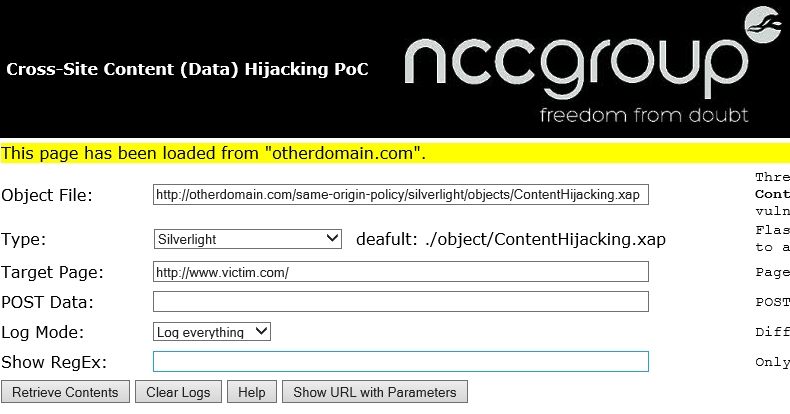 nccgroup
Cross-Site Content (Data) Hijacking PoC
freedom from doubt
This page has been loaded from "otherdomain.com".
Thre
Object File: http://otherdomain.com/same-origin-policy/silverlight/objects/ContentHijacking.xap Cont
vuln
Flas
Type: Silverlight deafult: ./object/ContentHijacking.xap to a
Target Page: http://www.victim.com/ Page
POST Data: POST
Log Mode: Log everything Diff
Show RegEx: Only
Retrieve Contents Clear Logs Help Show URL with Parameters